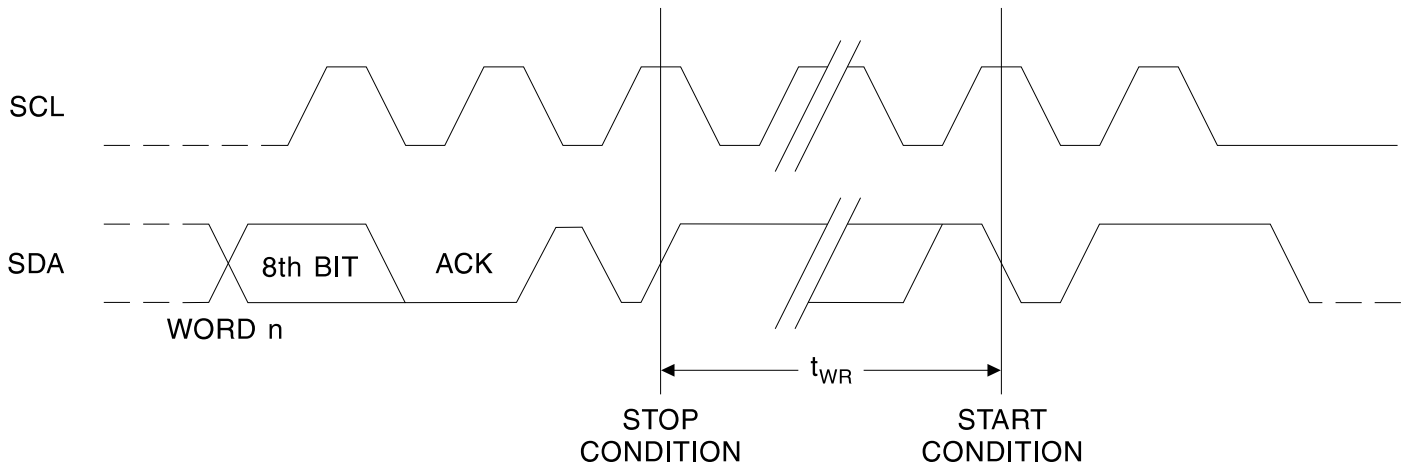 SCL
SDA
8th BIT
ACK
WORD n
tWR
STOP
CONDITION
START
CONDITION